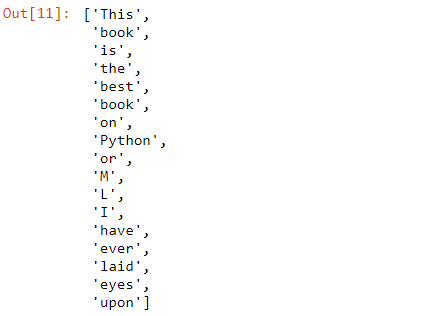 Out[11]: ['This',
'book',
'is',
'the',
'best',
'book',
'on',
'Python',
'or',
'M',
'L',
'I',
'have',
'ever',
'laid',
'eyes',
'upon']